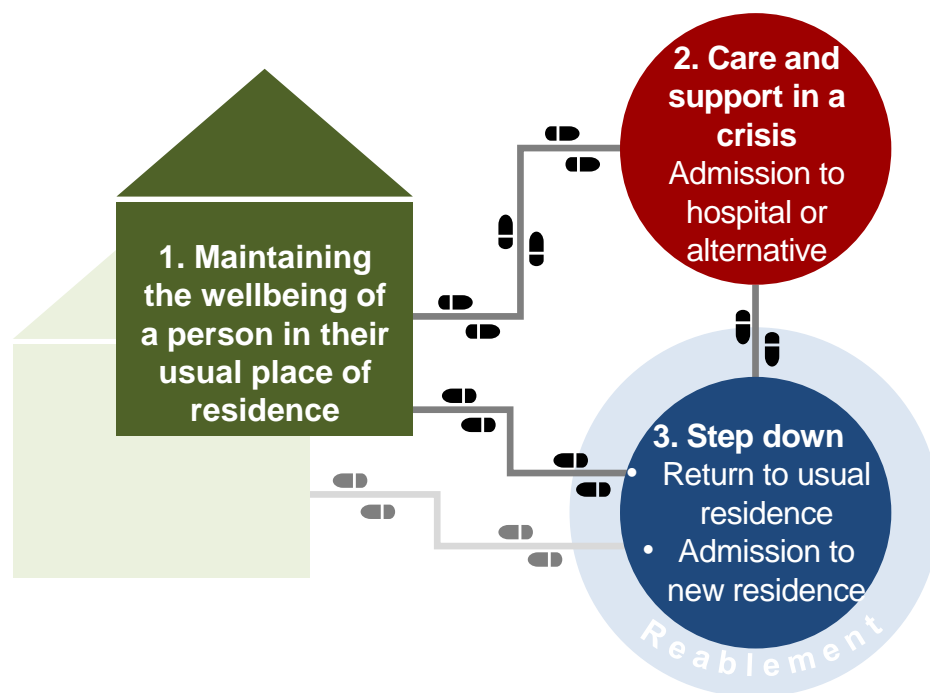 1. Maintaining
the wellbeing of
a person in their
usual place of
residence
2. Care and
support in a
crisis
Admission to
hospital or
alternative
3. Step down
• Return to usual
residence
• Admission to
new residence
Reablement